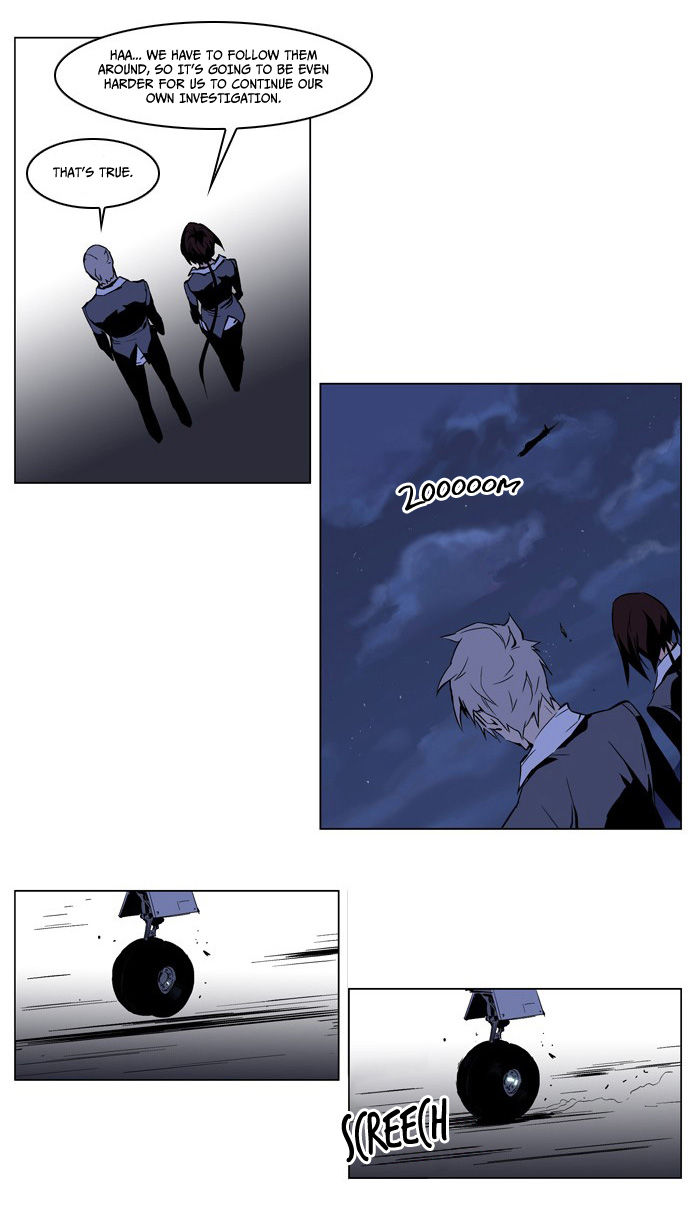 HAA... WE HAVE TO FOLLOW THEM
AROUND, SO IT'S GOING TO BE EVEN
HARDER FOR US TO CONTINUE OUR
OWN INVESTIGATION.
THAT'S TRUE.
ZOOOOOM
SCREECH